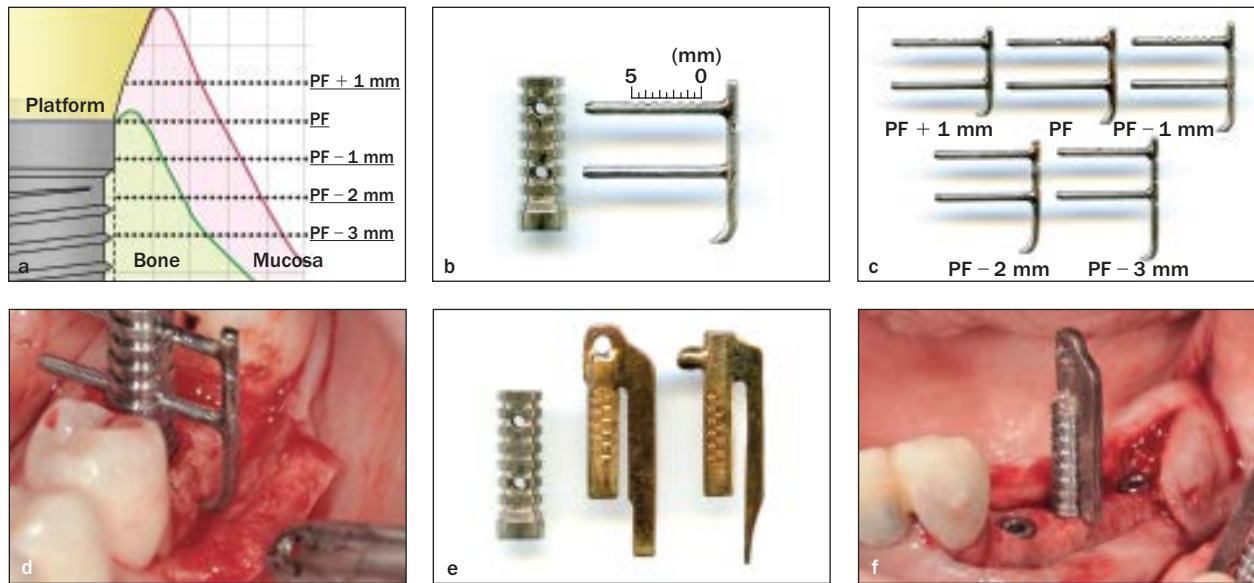 PF + 1 mm
Platform
PF
PF – 1 mm
PF – 2 mm
PF – 3 mm
Bone
Mucosa
a
(mm)
5 0
b
PF + 1 mm PF PF – 1 mm
PF – 2 mm PF – 3 mm
c
d
e
f